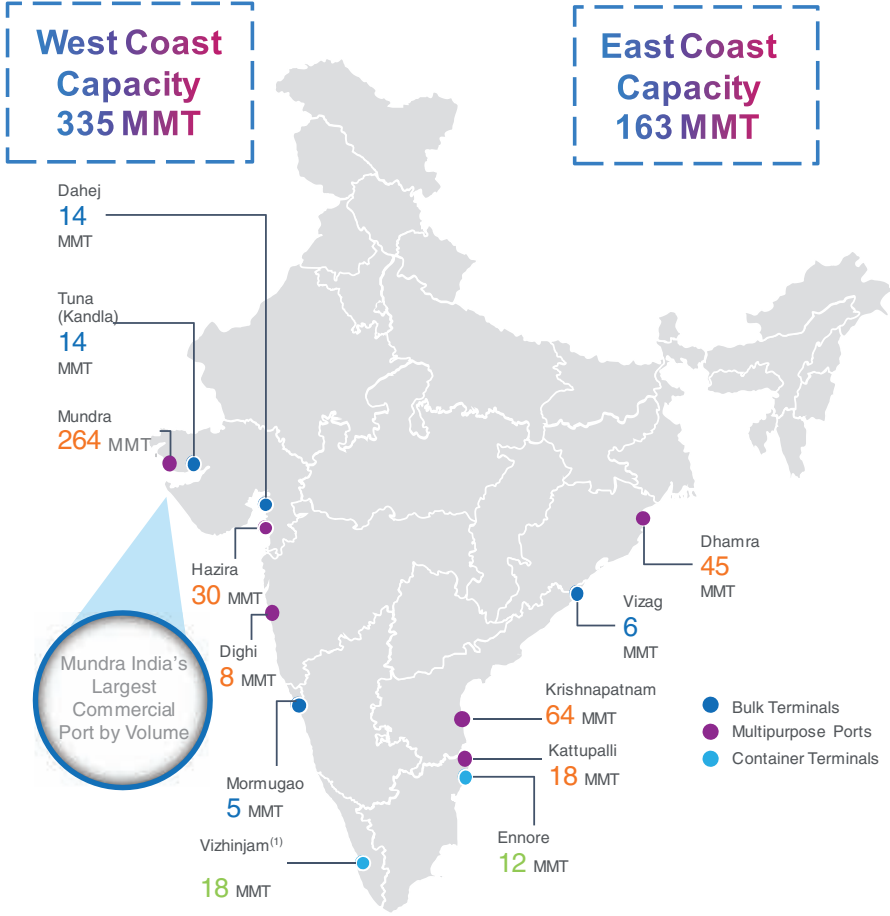 West Coast
Capacity
335 MMT
East Coast
Capacity
163 MMT
Dahej
14
MMT
Tuna
(Kandla)
14
MMT
Mundra
264 MMT
Hazira
30 MMT
Dighi
8 MMT
Mundra India's
Largest
Commercial
Port by Volume
Mormugao
5 MMT
Vizhinjam(1)
18 MMT
Dhamra
45
MMT
Vizag
6
MMT
Krishnapatnam
64 MMT
Kattupalli
18 MMT
Ennore
12 MMT
Bulk Terminals
Multipurpose Ports
Container Terminals